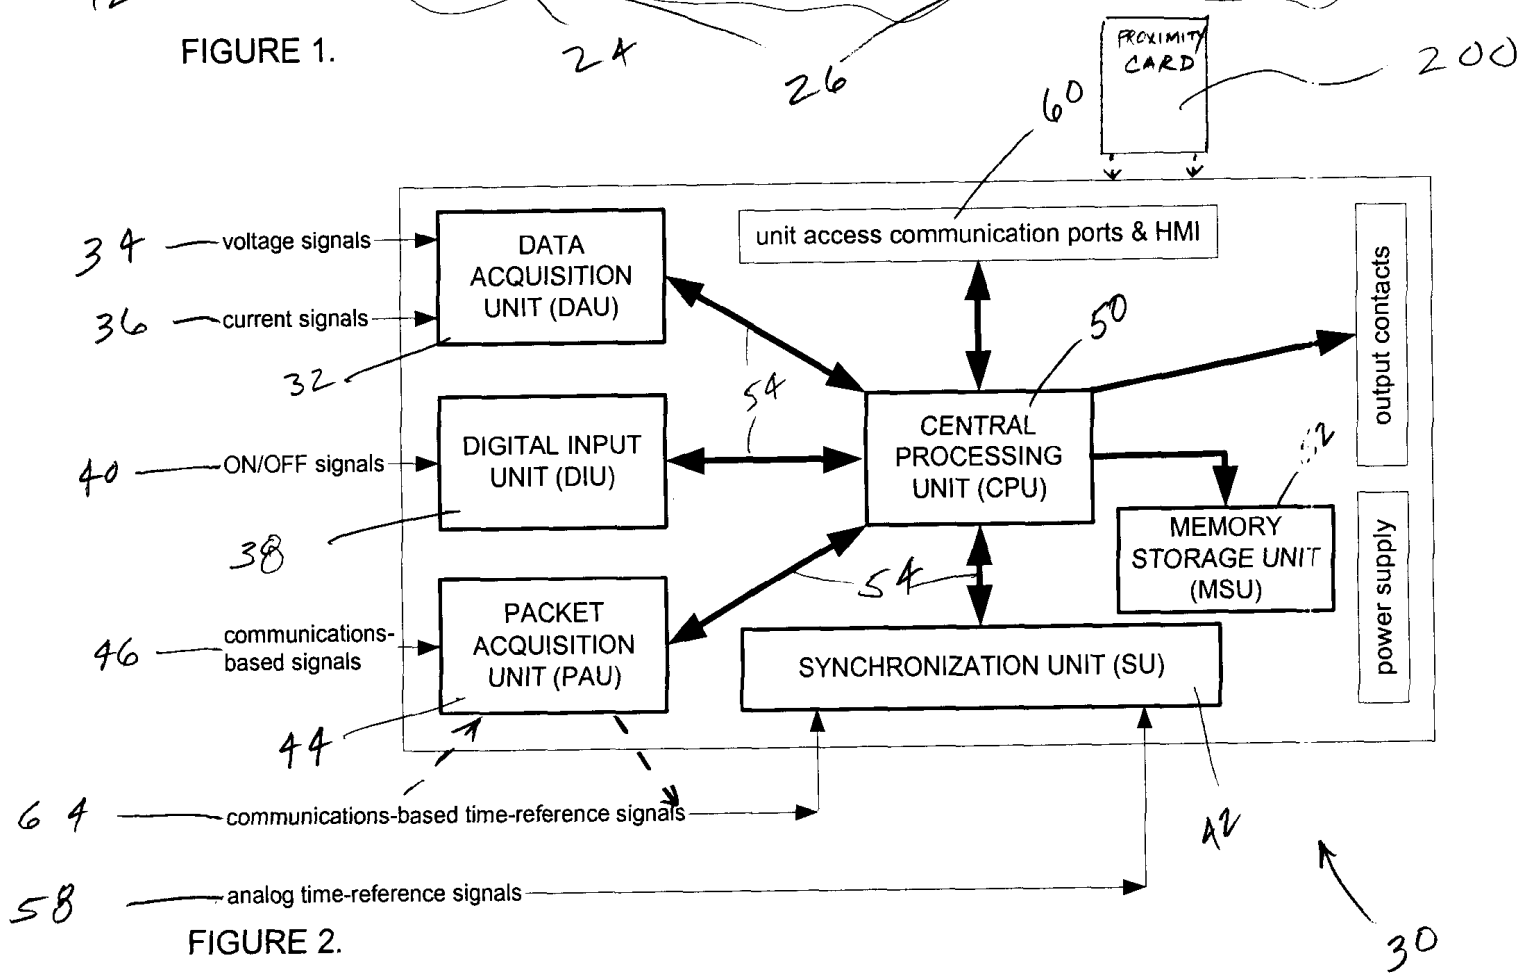 FIGURE 1.
24
26
PROXIMITY
CARD
200
60
34
voltage signals
DATA
ACQUISITION
UNIT (DAU)
unit access communication ports & HMI
output contacts
36
current signals
32
50
54
40
ON/OFF signals
DIGITAL INPUT
UNIT (DIU)
CENTRAL
PROCESSING
UNIT (CPU)
38
MEMORY
STORAGE UNIT
(MSU)
power supply
54
46
communications-
based signals
PACKET
ACQUISITION
UNIT (PAU)
SYNCHRONIZATION UNIT (SU)
44
64
communications-based time-reference signals
42
58
analog time-reference signals
30
FIGURE 2.